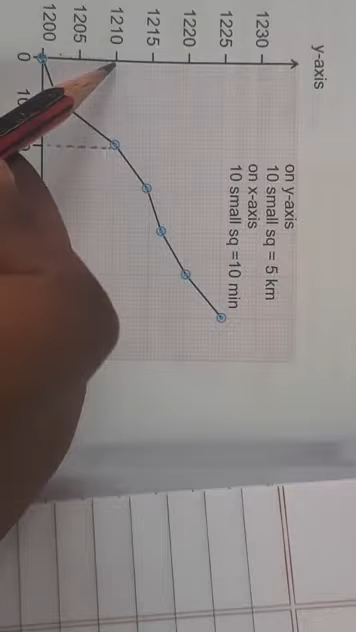 y-axis
1230
1225
1220
1215
1210
1205
1200
0
on y-axis
10 small sq = 5 km
on x-axis
10 small sq =10 min